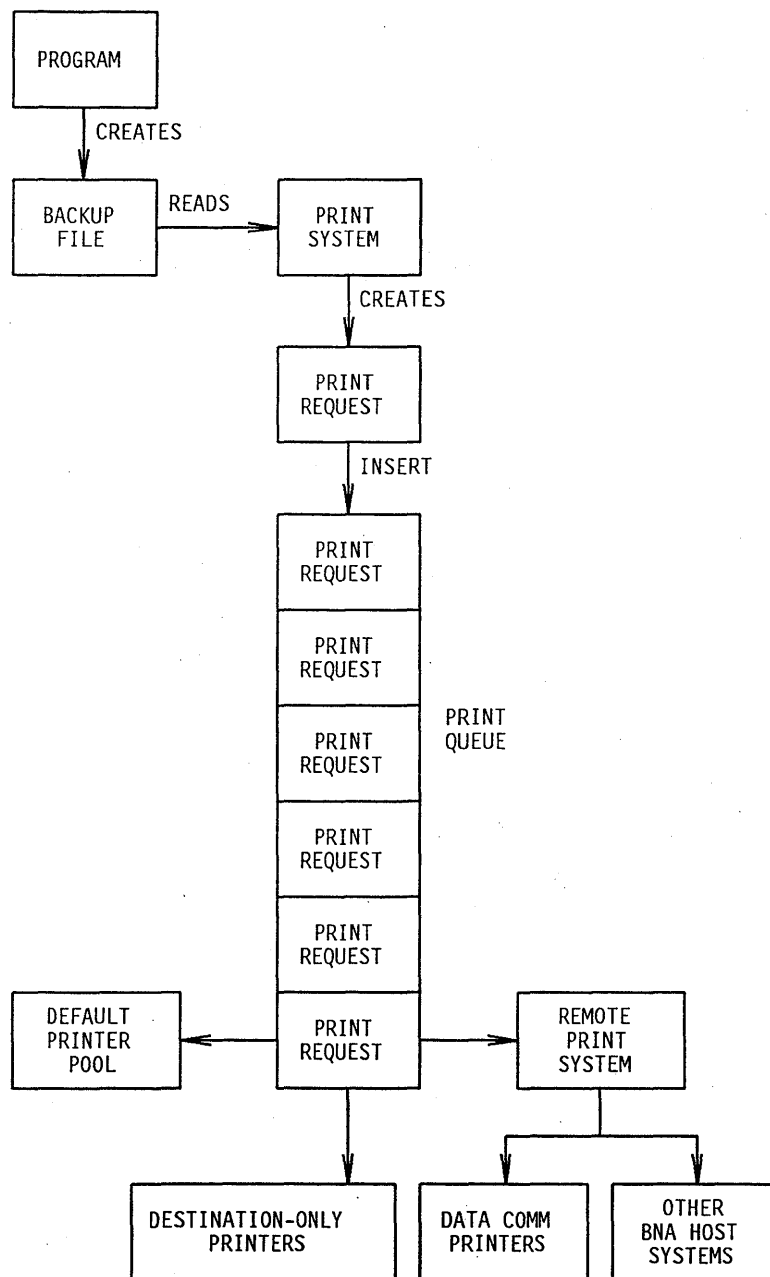 PROGRAM
CREATES
BACKUP
FILE
READS
PRINT
SYSTEM
CREATES
PRINT
REQUEST
INSERT
PRINT
REQUEST
PRINT
REQUEST
PRINT
REQUEST
PRINT
QUEUE
PRINT
REQUEST
PRINT
REQUEST
DEFAULT
PRINTER
POOL
PRINT
REQUEST
REMOTE
PRINT
SYSTEM
DESTINATION-ONLY
PRINTERS
DATA COMM
PRINTERS
OTHER
BNA HOST
SYSTEMS